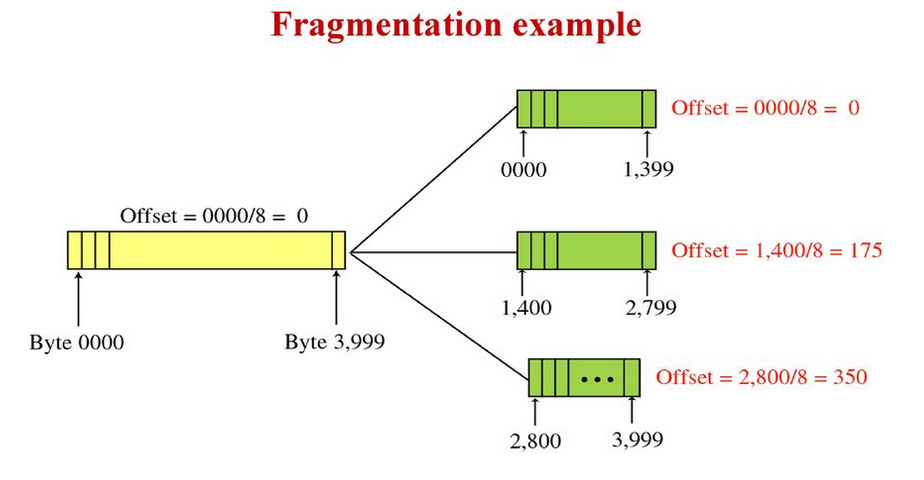 Fragmentation example
Offset = 0000/8 = 0
0000
1,399
Offset = 0000/8 = 0
Byte 0000
Byte 3,999
Offset = 1,400/8 = 175
1,400
2,799
Offset = 2,800/8 = 350
2,800
3,999